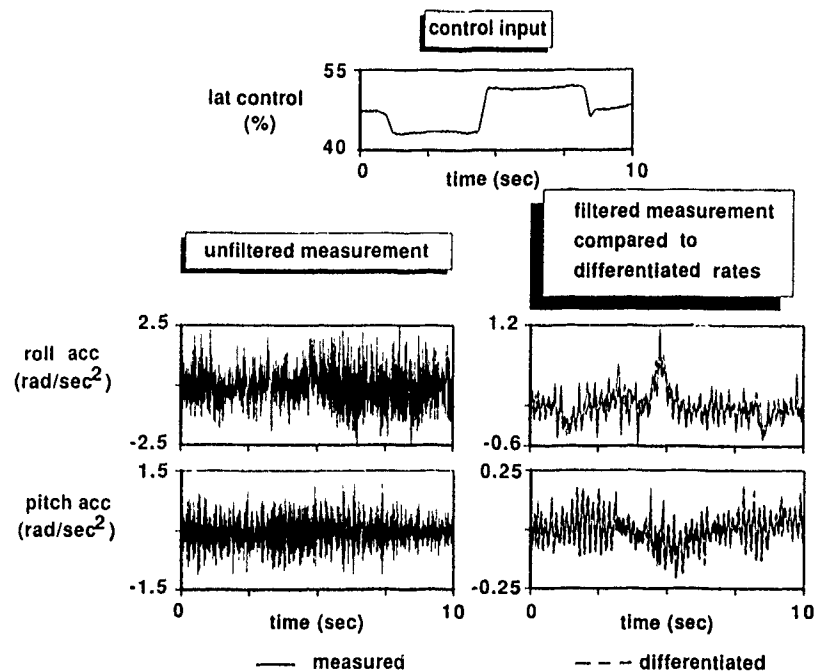 control input
55
lat control
(%)
40
0
10
time (sec)
unfiltered measurement
filtered measurement
compared to
differentiated rates
2.5
roll acc
(rad/sec²)
-2.5
1.2
-0.6
1.5
pitch acc
(rad/sec²)
-1.5
0.25
-0.25
0
10
time (sec)
0
10
time (sec)
measured
differentiated